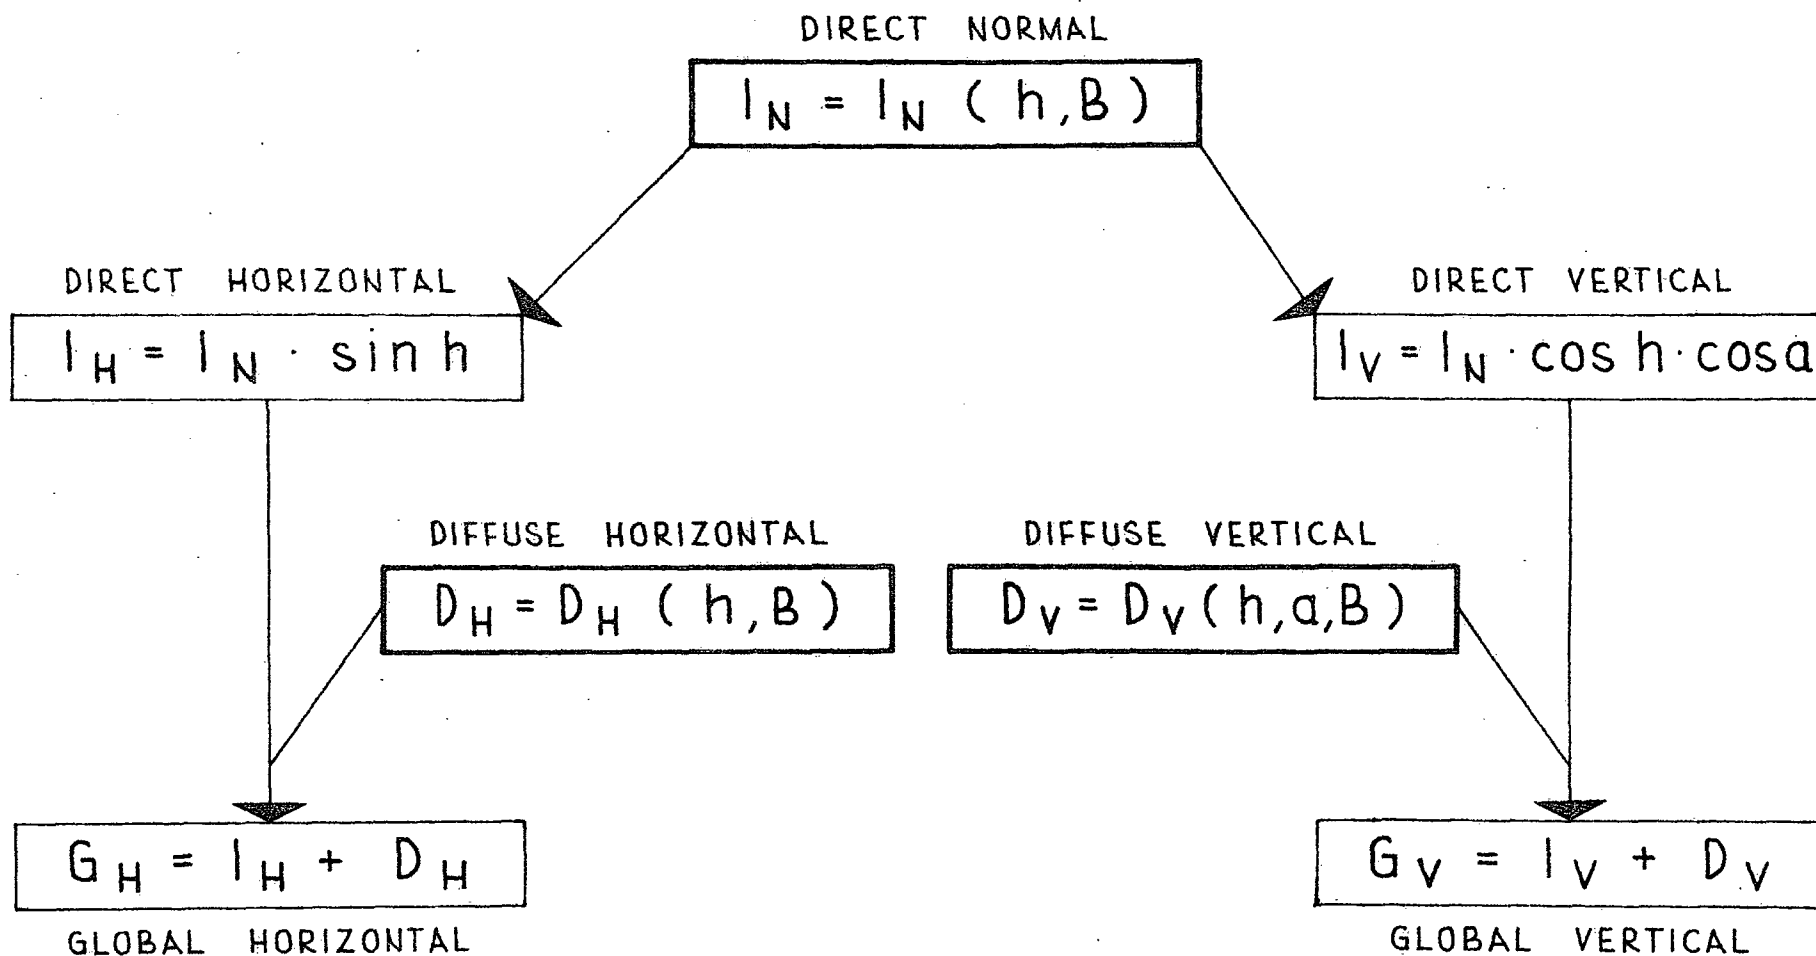 DIRECT NORMAL
I_N = I_N ( h, B )
DIRECT HORIZONTAL
I_H = I_N · sin h
DIRECT VERTICAL
I_V = I_N · cos h · cos a
DIFFUSE HORIZONTAL
D_H = D_H ( h, B )
DIFFUSE VERTICAL
D_V = D_V ( h, a, B )
G_H = I_H + D_H
GLOBAL HORIZONTAL
G_V = I_V + D_V
GLOBAL VERTICAL